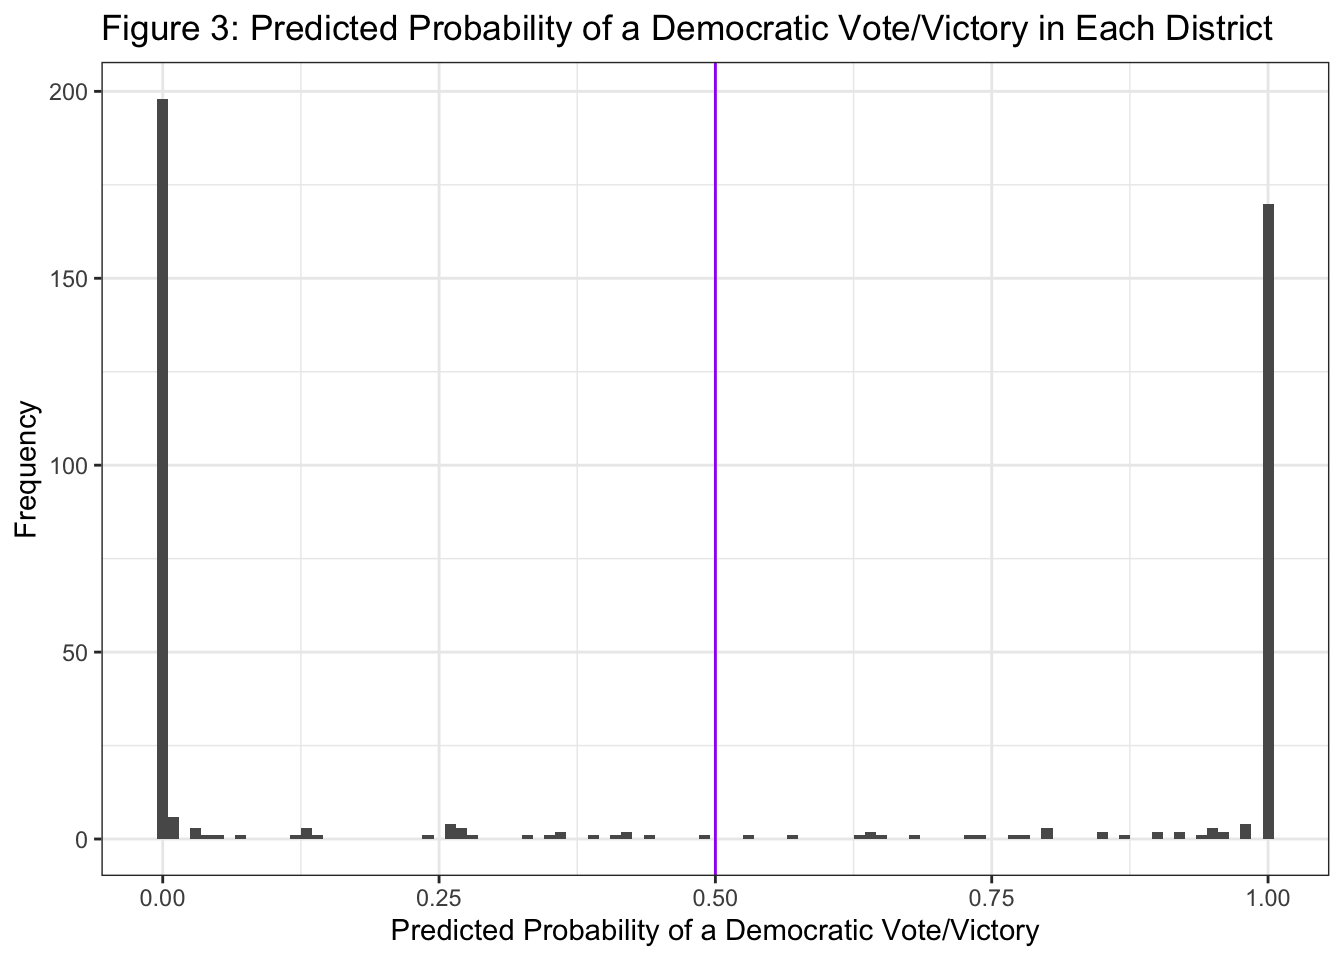 Figure 3: Predicted Probability of a Democratic Vote/Victory in Each District
200
150
100
50
0
Frequency
0.00 0.25 0.50 0.75 1.00
Predicted Probability of a Democratic Vote/Victory